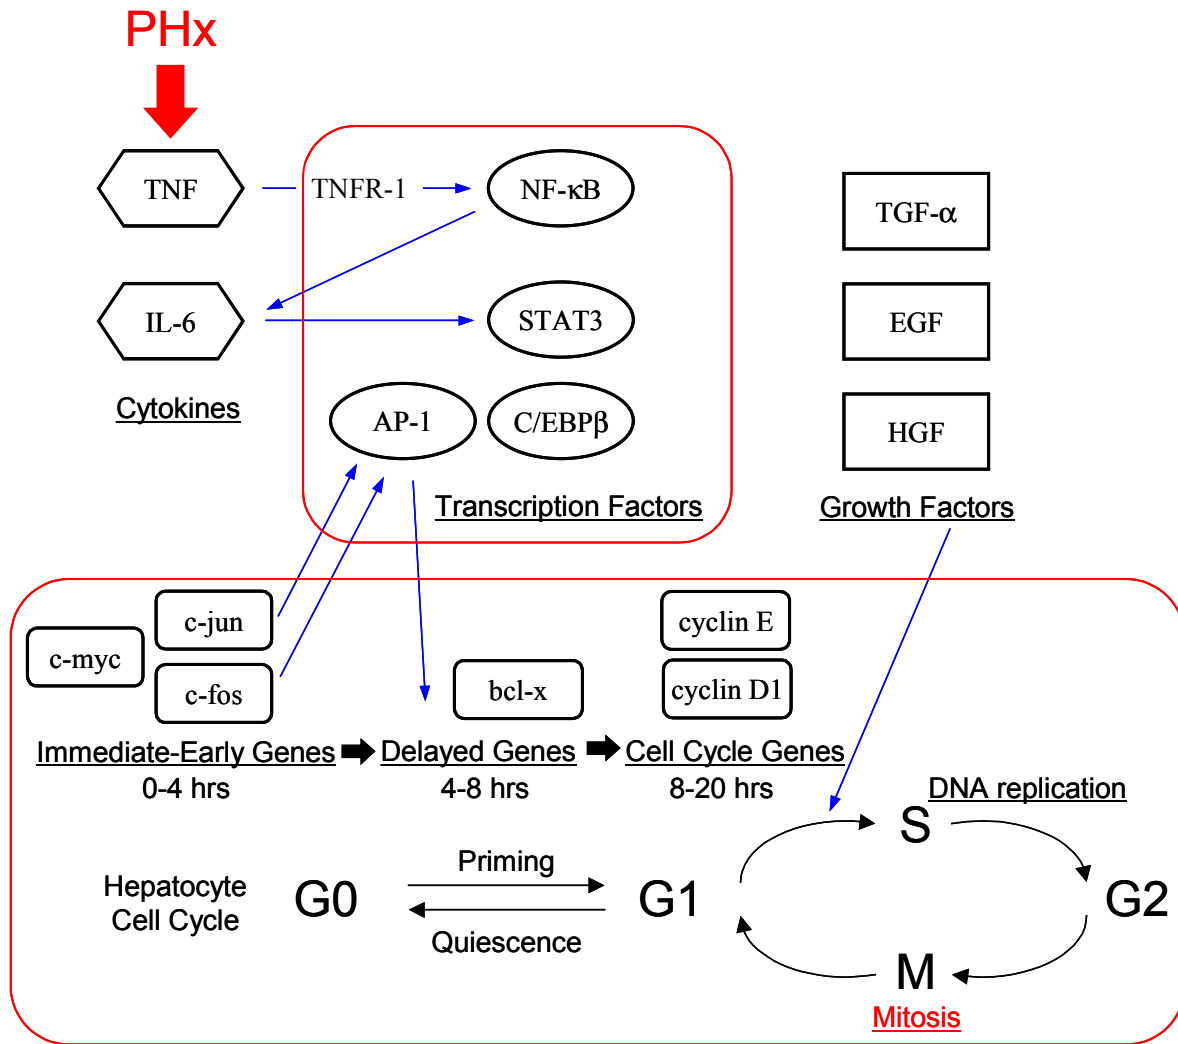 PHx
TNF
TNFR-1
NF-κB
TGF-α
IL-6
STAT3
EGF
Cytokines
AP-1
C/EBPβ
HGF
Transcription Factors
Growth Factors
c-myc
c-jun
c-fos
bcl-x
cyclin E
cyclin D1
Immediate-Early Genes
0-4 hrs
Delayed Genes
4-8 hrs
Cell Cycle Genes
8-20 hrs
DNA replication
Hepatocyte
Cell Cycle
G0
Priming
Quiescence
G1
S
G2
M
Mitosis